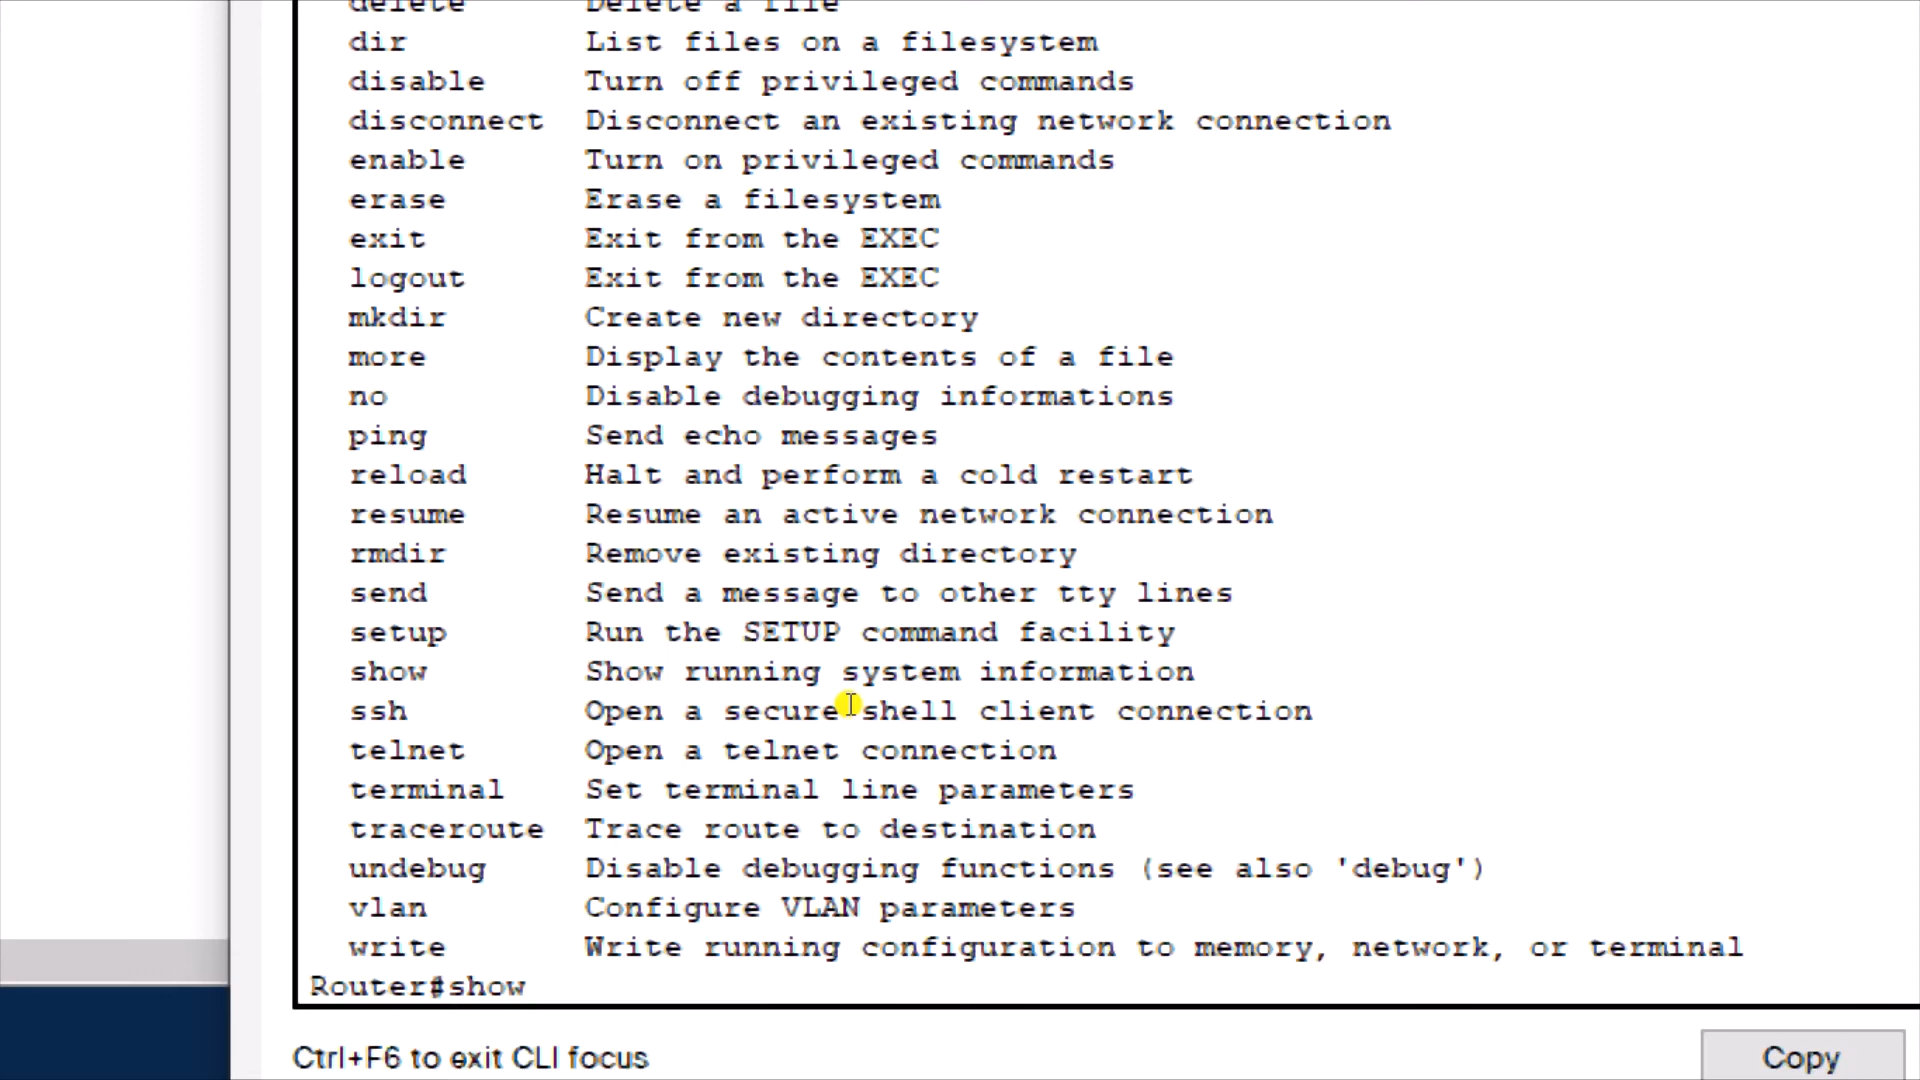 delete Delete a file
dir List files on a filesystem
disable Turn off privileged commands
disconnect Disconnect an existing network connection
enable Turn on privileged commands
erase Erase a filesystem
exit Exit from the EXEC
logout Exit from the EXEC
mkdir Create new directory
more Display the contents of a file
no Disable debugging informations
ping Send echo messages
reload Halt and perform a cold restart
resume Resume an active network connection
rmdir Remove existing directory
send Send a message to other tty lines
setup Run the SETUP command facility
show Show running system information
ssh Open a secure shell client connection
telnet Open a telnet connection
terminal Set terminal line parameters
traceroute Trace route to destination
undebug Disable debugging functions (see also 'debug')
vlan Configure VLAN parameters
write Write running configuration to memory, network, or terminal
Router#show
Ctrl+F6 to exit CLI focus
Copy